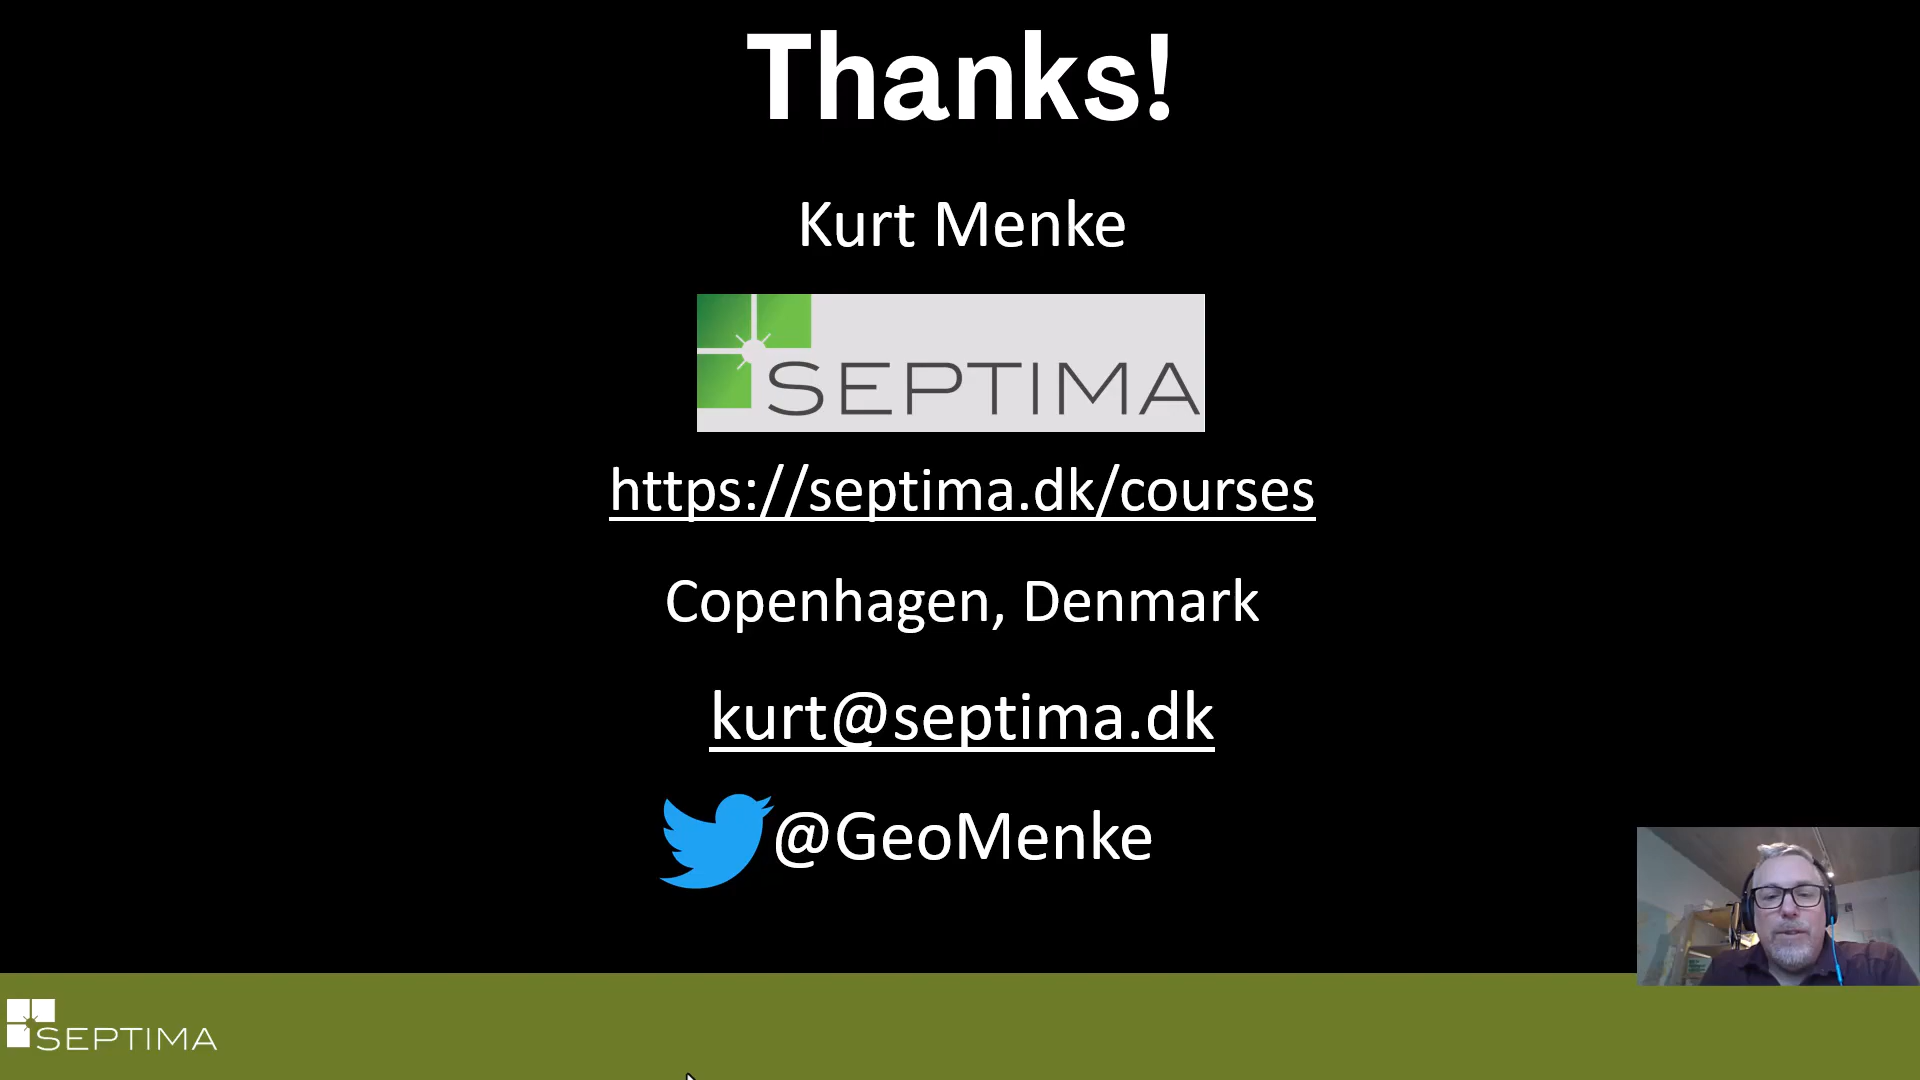 Thanks!
Kurt Menke
SEPTIMA
https://septima.dk/courses
Copenhagen, Denmark
kurt@septima.dk
@GeoMenke
SEPTIMA